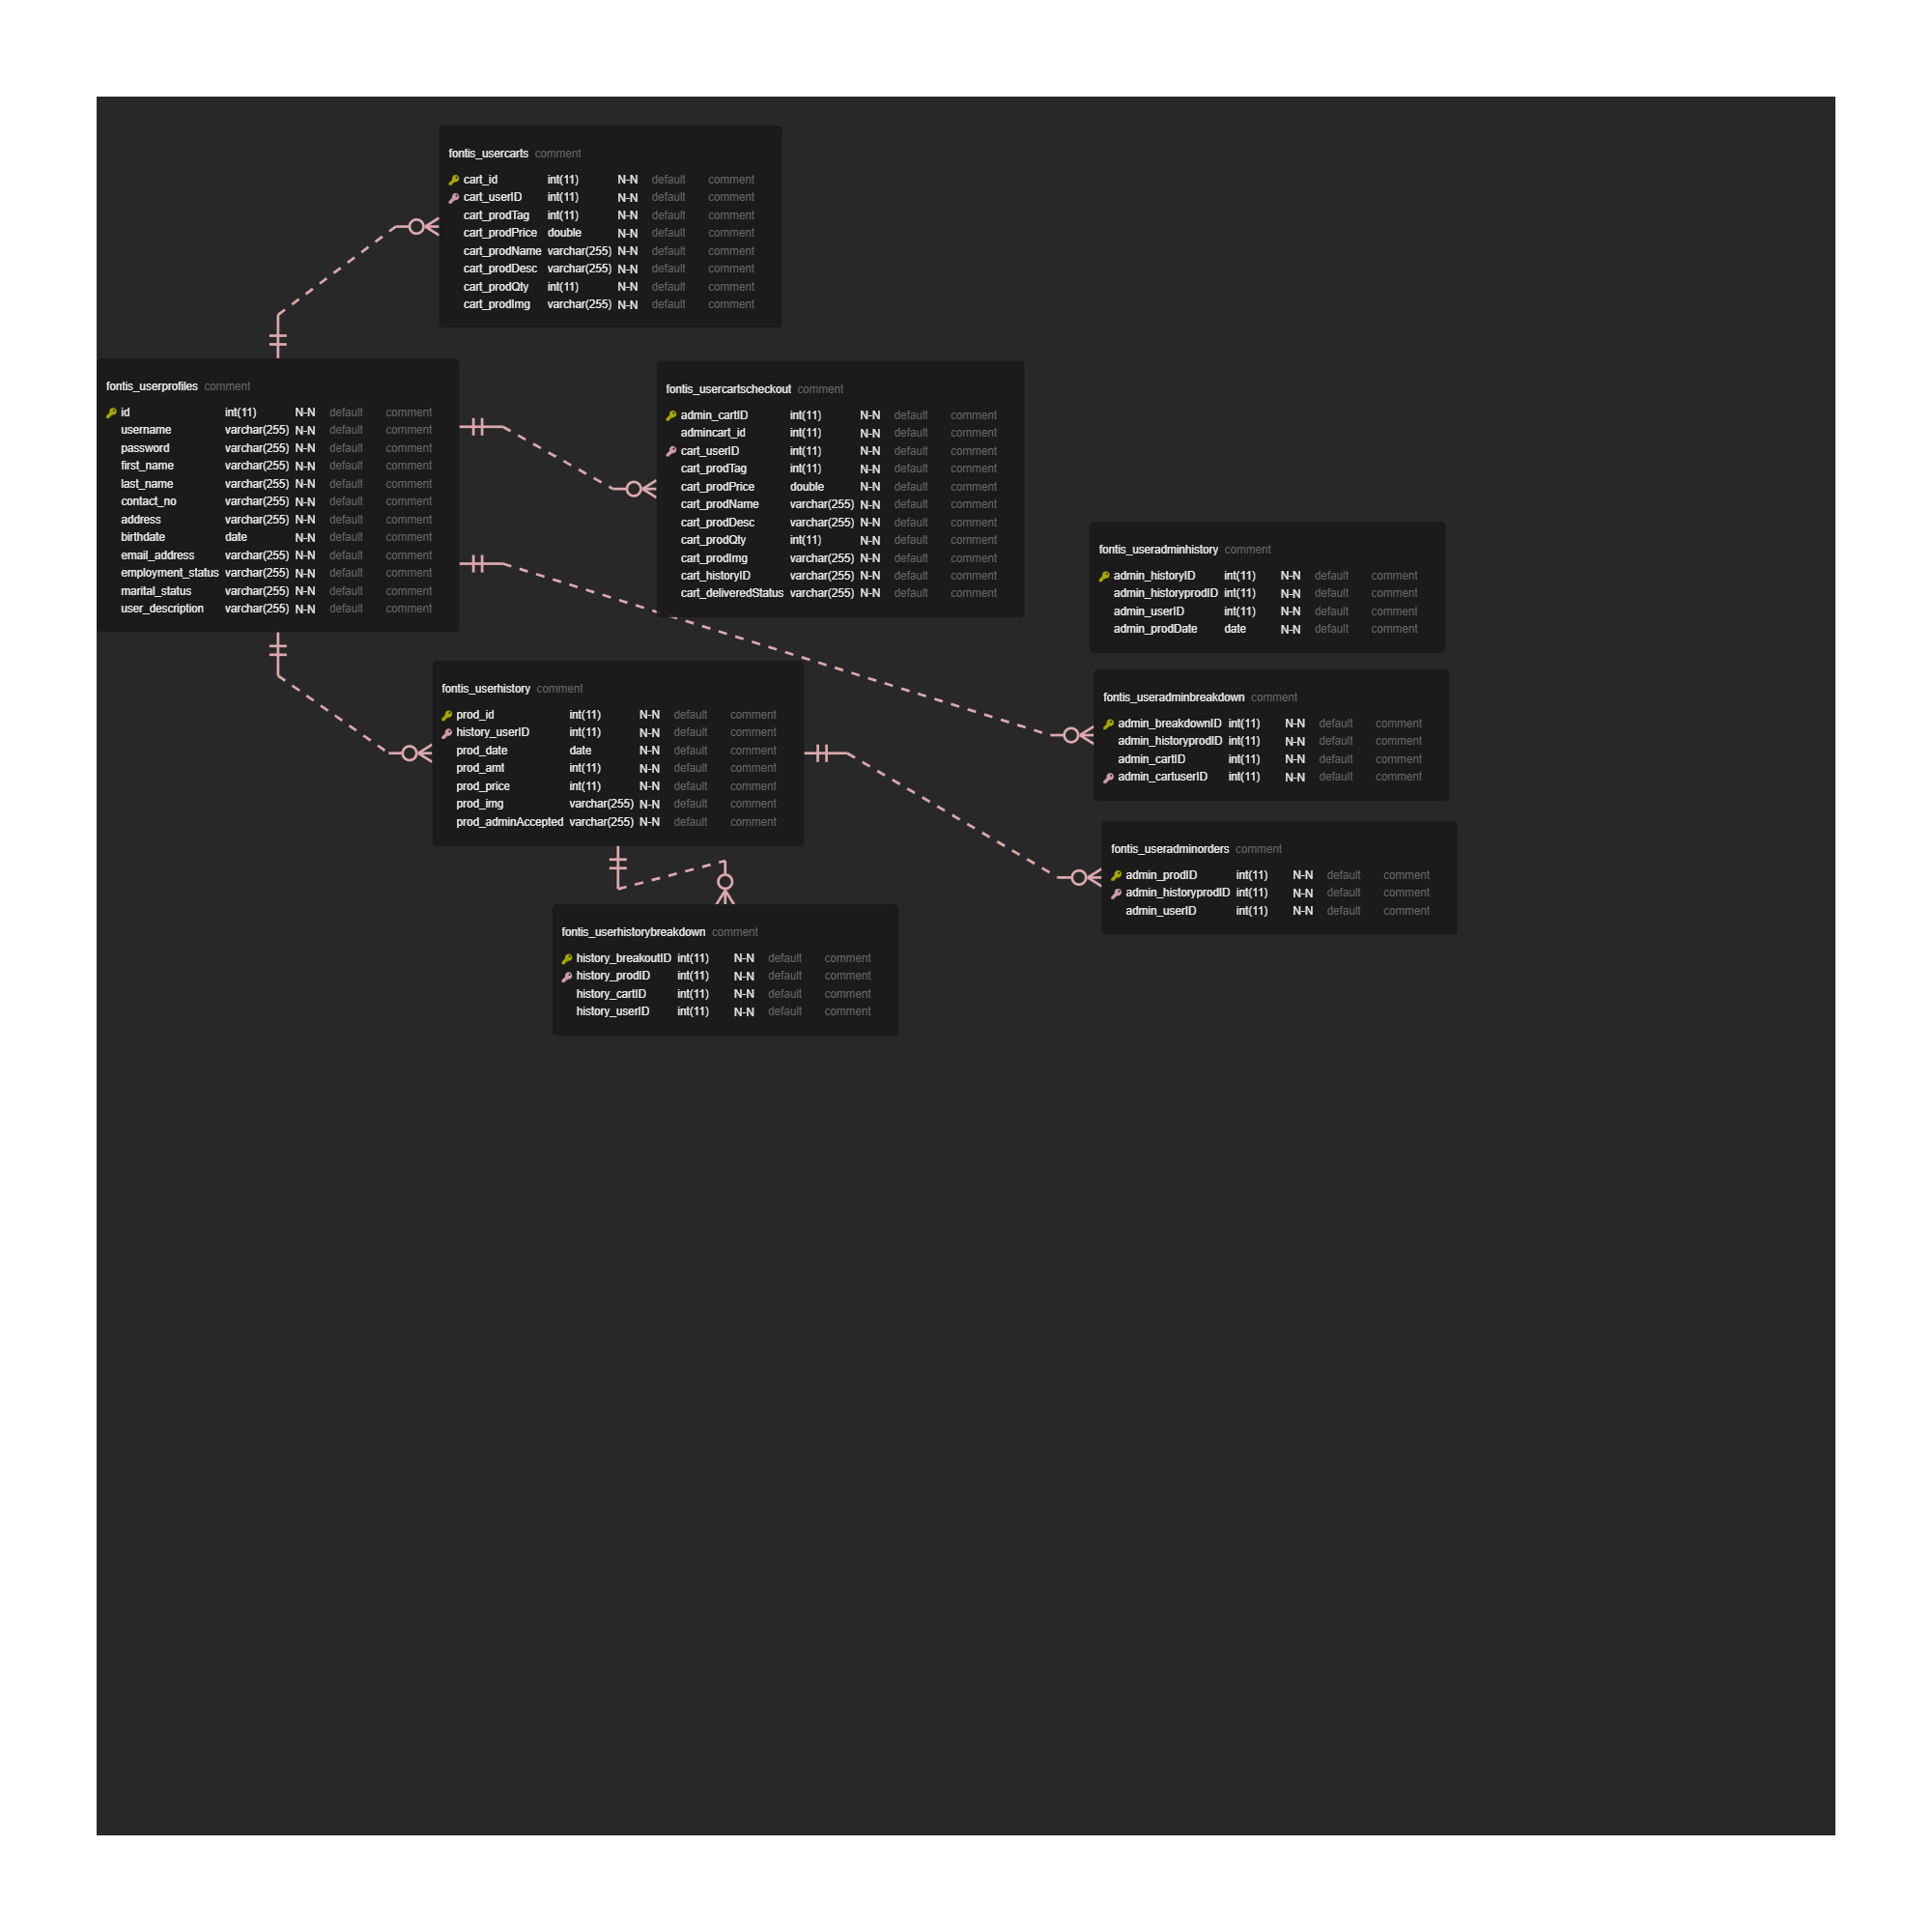 fontis_usercarts comment
cart_id int(11) N-N default comment
cart_userID int(11) N-N default comment
cart_prodTag int(11) N-N default comment
cart_prodPrice double N-N default comment
cart_prodName varchar(255) N-N default comment
cart_prodDesc varchar(255) N-N default comment
cart_prodQty int(11) N-N default comment
cart_prodImg varchar(255) N-N default comment
fontis_userprofiles comment
id int(11) N-N default comment
username varchar(255) N-N default comment
password varchar(255) N-N default comment
first_name varchar(255) N-N default comment
last_name varchar(255) N-N default comment
contact_no varchar(255) N-N default comment
address varchar(255) N-N default comment
birthdate date N-N default comment
email_address varchar(255) N-N default comment
employment_status varchar(255) N-N default comment
marital_status varchar(255) N-N default comment
user_description varchar(255) N-N default comment
fontis_usercartscheckout comment
admin_cartID int(11) N-N default comment
admincart_id int(11) N-N default comment
cart_userID int(11) N-N default comment
cart_prodTag int(11) N-N default comment
cart_prodPrice double N-N default comment
cart_prodName varchar(255) N-N default comment
cart_prodDesc varchar(255) N-N default comment
cart_prodQty int(11) N-N default comment
cart_prodImg varchar(255) N-N default comment
cart_historyID varchar(255) N-N default comment
cart_deliveredStatus varchar(255) N-N default comment
fontis_useradminhistory comment
admin_historyID int(11) N-N default comment
admin_historyprodID int(11) N-N default comment
admin_userID int(11) N-N default comment
admin_prodDate date N-N default comment
fontis_userhistory comment
prod_id int(11) N-N default comment
history_userID int(11) N-N default comment
prod_date date N-N default comment
prod_amt int(11) N-N default comment
prod_price int(11) N-N default comment
prod_img varchar(255) N-N default comment
prod_adminAccepted varchar(255) N-N default comment
fontis_useradminbreakdown comment
admin_breakdownID int(11) N-N default comment
admin_historyprodID int(11) N-N default comment
admin_cartID int(11) N-N default comment
admin_cartuserID int(11) N-N default comment
fontis_useradminorders comment
admin_prodID int(11) N-N default comment
admin_historyprodID int(11) N-N default comment
admin_userID int(11) N-N default comment
fontis_userhistorybreakdown comment
history_breakoutID int(11) N-N default comment
history_prodID int(11) N-N default comment
history_cartID int(11) N-N default comment
history_userID int(11) N-N default comment